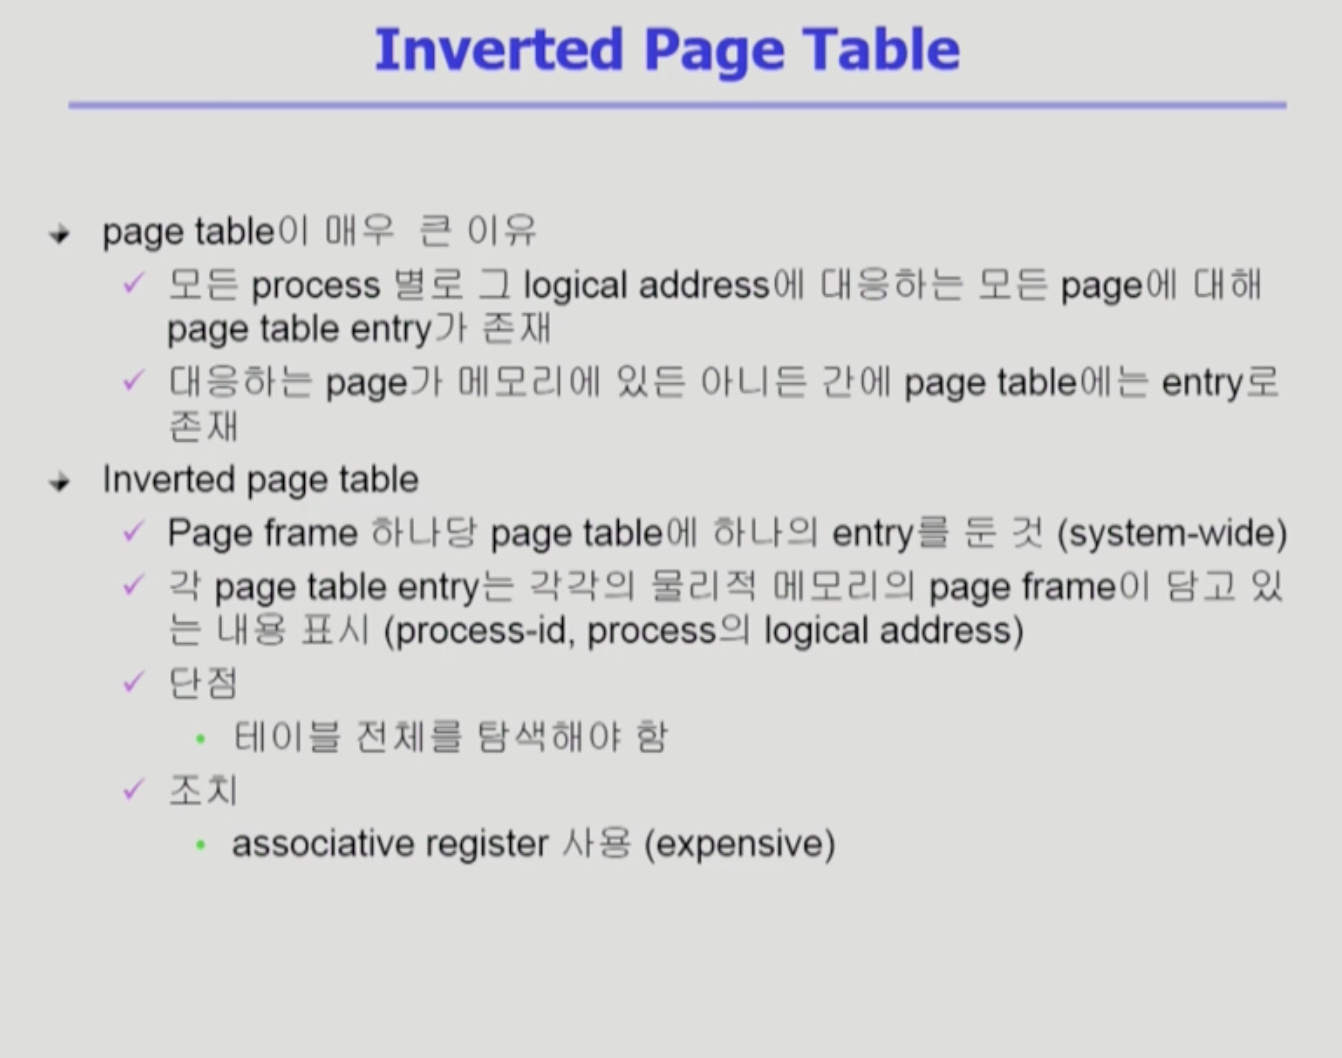 Inverted Page Table
page table이 매우 큰 이유
모든 process 별로 그 logical address에 대응하는 모든 page에 대해
page table entry가 존재
대응하는 page가 메모리에 있든 아니든 간에 page table에는 entry로
존재
Inverted page table
Page frame 하나당 page table에 하나의 entry를 둔 것 (system-wide)
각 page table entry는 각각의 물리적 메모리의 page frame이 담고 있
는 내용 표시 (process-id, process의 logical address)
단점
테이블 전체를 탐색해야 함
조치
associative register 사용 (expensive)